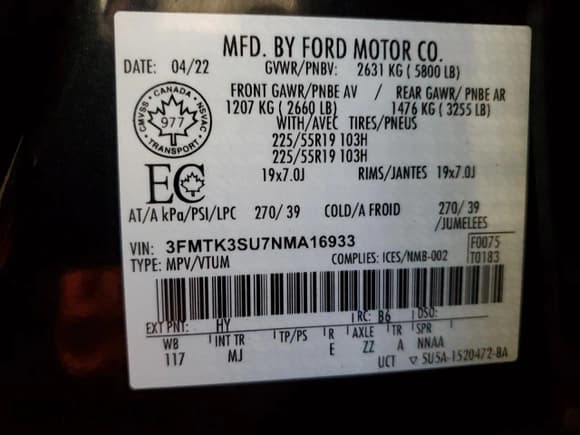 MFD. BY FORD MOTOR CO.
DATE: 04/22
GVWR/PNBV: 2631 KG ( 5800 LB)
FRONT GAWR/ PNBE AV / REAR GAWR/ PNBE AR
1207 KG ( 2660 LB) 1476 KG ( 3255 LB)
WITH/AVEC TIRES/PNEUS
225/55R19 103H
225/55R19 103H
19x7.0J RIMS/JANTES 19x7.0J
CMVSS • CANADA • NSVAC
977
TRANSPORT
EC
AT/A kPa/PSI/LPC 270/ 39 COLD/A FROID 270/ 39
/JUMELEES
VIN: 3FMTK3SU7NMA16933
F0075
TYPE: MPV/VTUM COMPLIES: ICES/NMB-002
T0183
EXT PNT: HY RC: B6 DSO:
WB INT TR TP/PS R AXLE TR SPR
117 MJ E ZZ A NNAA
UCT ▽ SU5A-1520472-BA